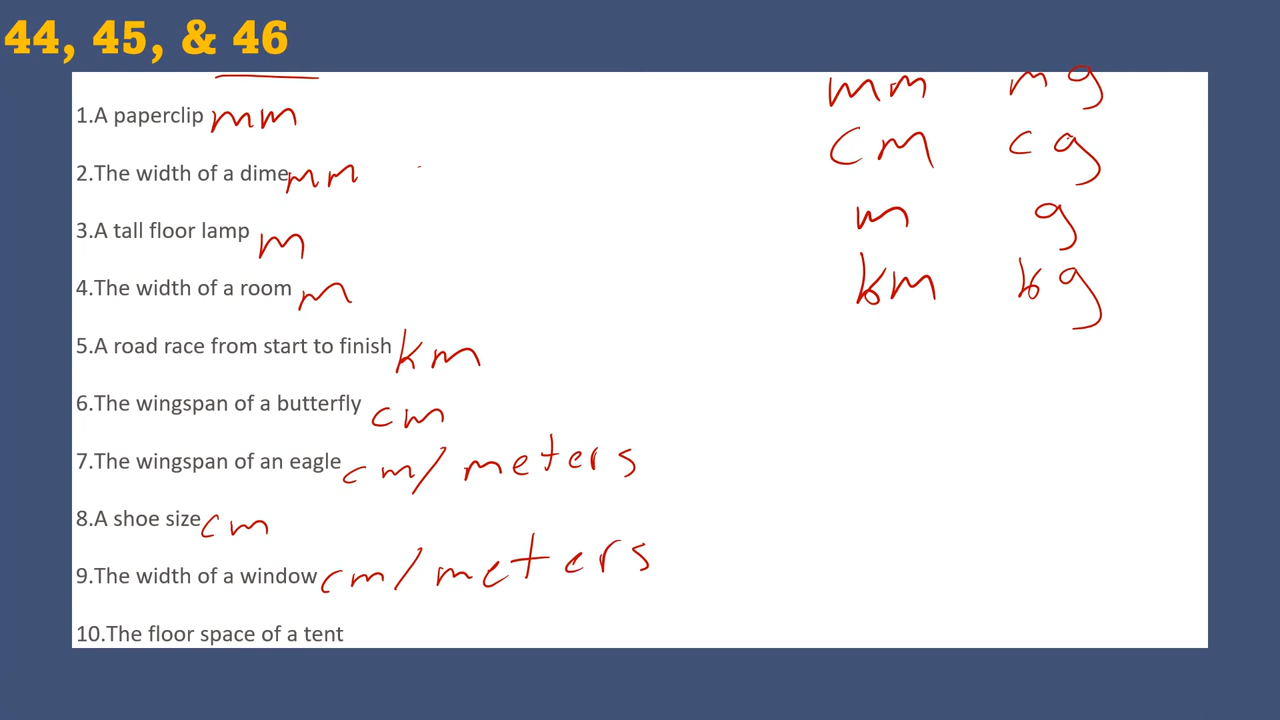 44, 45, & 46
mm mg
1.A paperclip mm
cm cg
2.The width of a dime mm
m g
3.A tall floor lamp m
km kg
4.The width of a room m
5.A road race from start to finish km
6.The wingspan of a butterfly cm
7.The wingspan of an eagle cm/meters
8.A shoe size cm
9.The width of a window cm/meters
10.The floor space of a tent